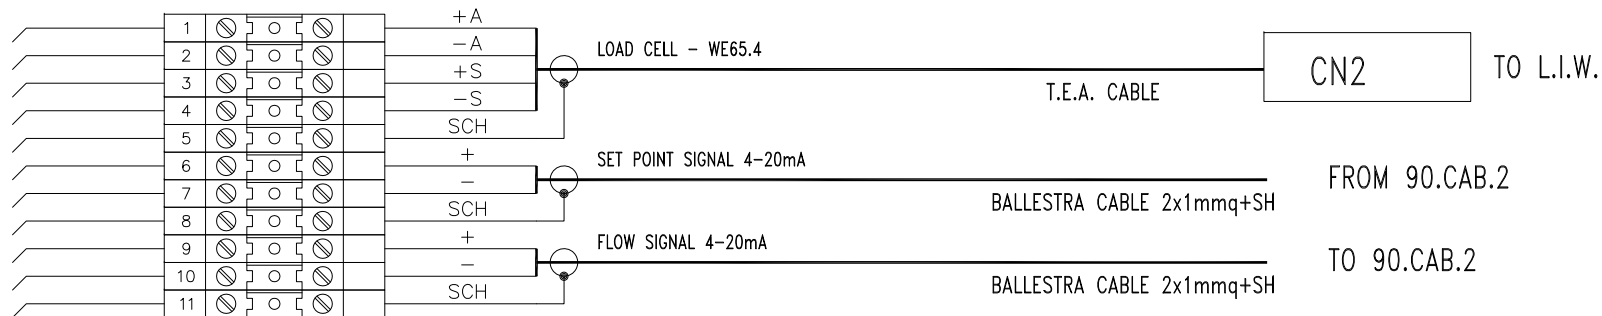 1 +A
2 −A
3 +S
4 −S
5 SCH
LOAD CELL − WE65.4
T.E.A. CABLE
CN2
TO L.I.W.
6 +
7 −
8 SCH
SET POINT SIGNAL 4−20mA
BALLESTRA CABLE 2x1mmq+SH
FROM 90.CAB.2
9 +
10 −
11 SCH
FLOW SIGNAL 4−20mA
BALLESTRA CABLE 2x1mmq+SH
TO 90.CAB.2